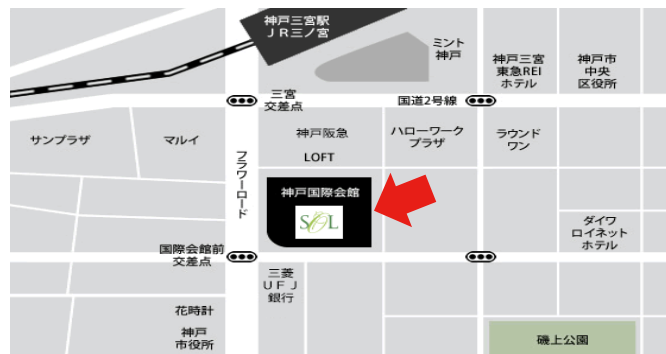 神戸三宮駅
ＪＲ三ノ宮
ミント
神戸
神戸三宮
東急REI
ホテル
神戸市
中央
区役所
三宮
交差点
国道2号線
サンプラザ
マルイ
フラワーロード
神戸阪急
LOFT
ハローワーク
プラザ
ラウンド
ワン
神戸国際会館
SOL
国際会館前
交差点
ダイワ
ロイネット
ホテル
三菱
ＵＦＪ
銀行
花時計
神戸
市役所
磯上公園